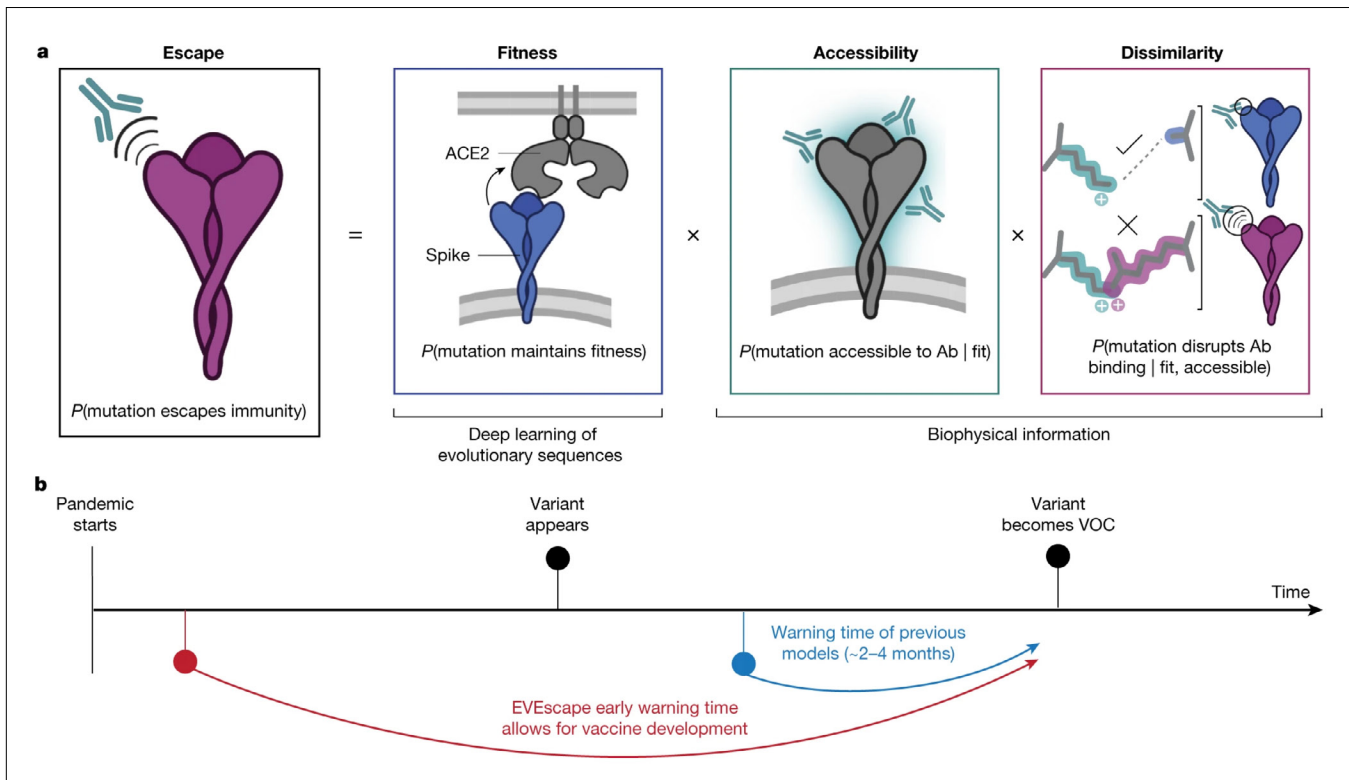 a
Escape
Fitness
Accessibility
Dissimilarity
ACE2
Spike
=
×
×
+
+ +
P(mutation escapes immunity)
P(mutation maintains fitness)
P(mutation accessible to Ab | fit)
P(mutation disrupts Ab
binding | fit, accessible)
Deep learning of
evolutionary sequences
Biophysical information
b
Pandemic
starts
Variant
appears
Variant
becomes VOC
Time
Warning time of previous
models (~2–4 months)
EVEscape early warning time
allows for vaccine development